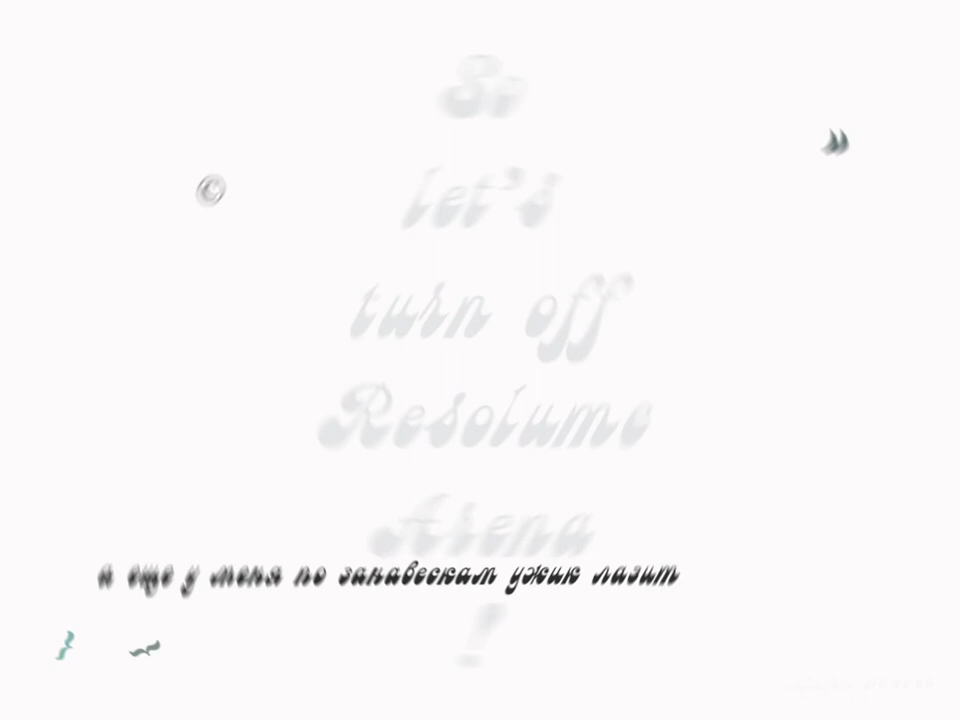 So
”
let’s
©
turn off
Resolume
Arena
и еще у меня по занавескам ужик лазит
!
}
~